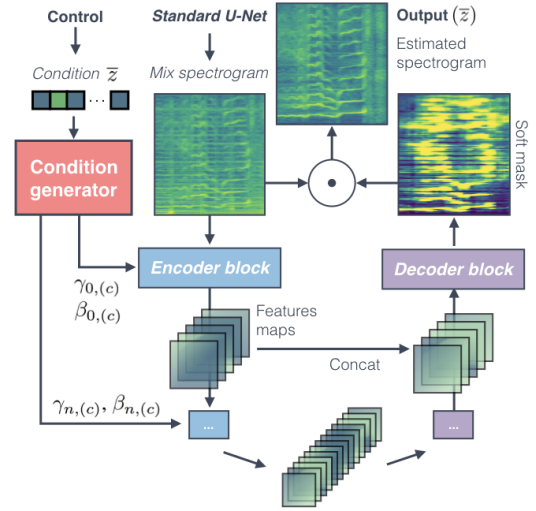 Control
Standard U-Net
Output (z̅)
Condition z̅
Mix spectrogram
Estimated
spectrogram
...
Condition
generator
Soft mask
Encoder block
Decoder block
γ₀,₍c₎
β₀,₍c₎
Features
maps
Concat
γn,(c), βn,(c)
...
...